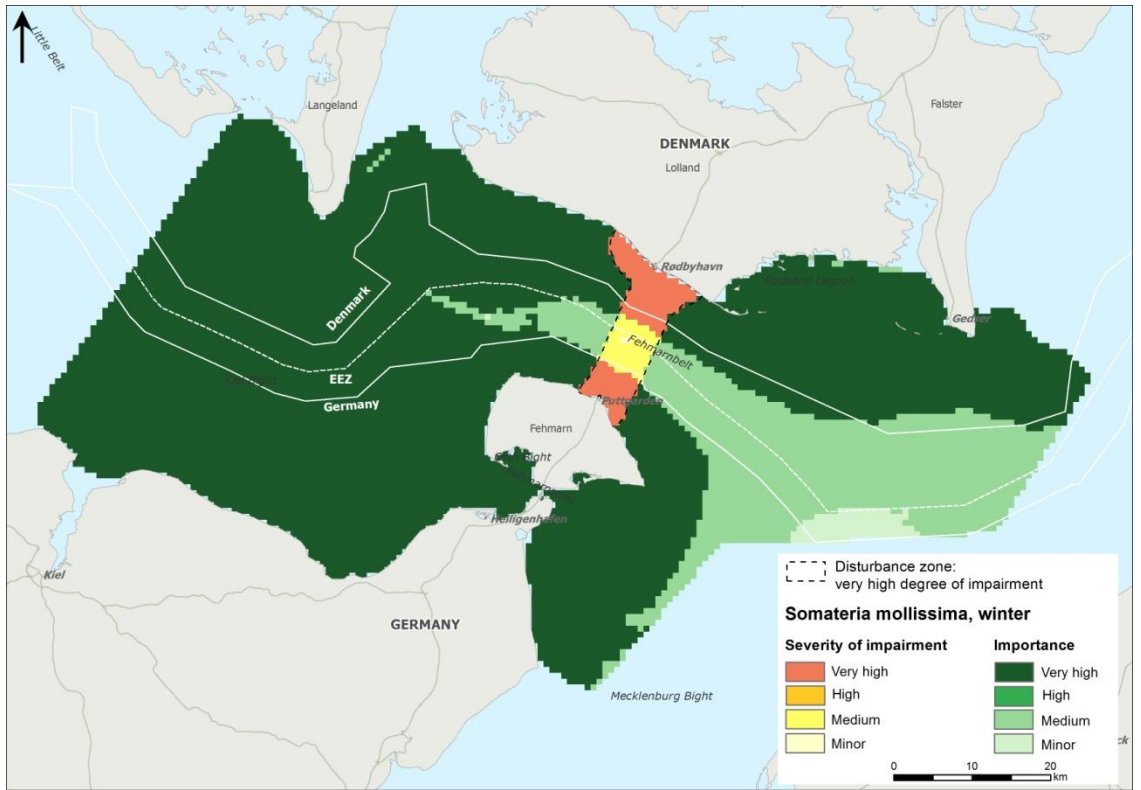 Little Belt
Langeland
Falster
DENMARK
Lolland
Rødbyhavn
Rødsand Lagoon
Gedser
Denmark
Fehmarnbelt
EEZ
Germany
Puttgarden
Fehmarn
Bight
Heiligenhafen
Kiel
GERMANY
Mecklenburg Bight
Disturbance zone:
very high degree of impairment
Somateria mollissima, winter
Severity of impairment
Very high
High
Medium
Minor
Importance
Very high
High
Medium
Minor
0 10 20
km
ck